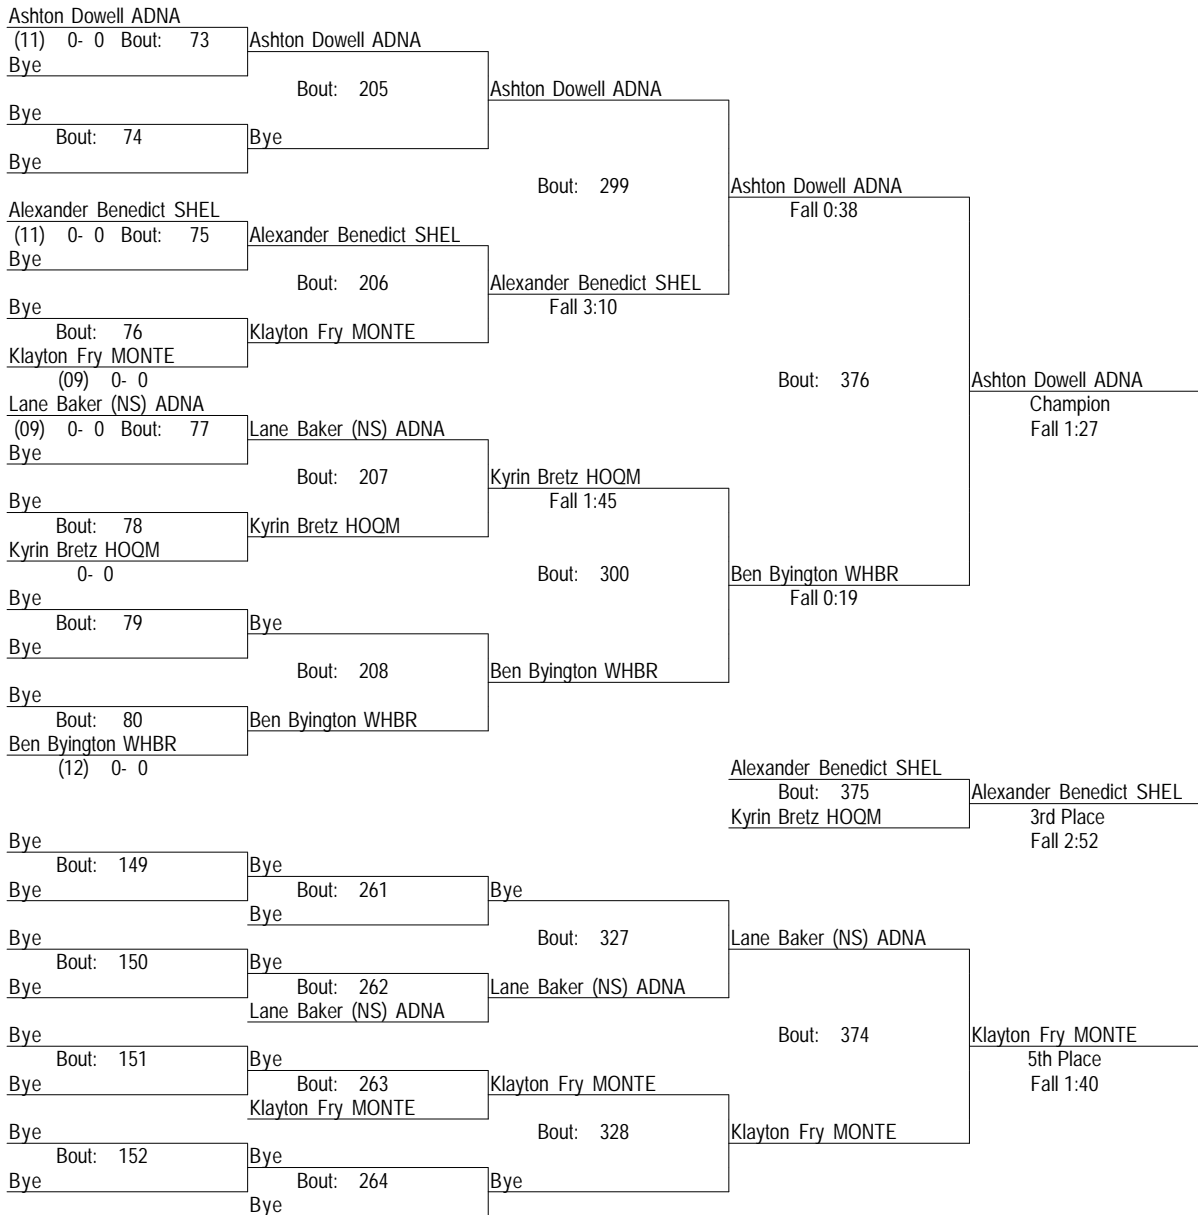 Ashton Dowell ADNA
(11) 0- 0 Bout: 73 Ashton Dowell ADNA
Bye
Bout: 205 Ashton Dowell ADNA
Bye
Bout: 74 Bye
Bye
Bout: 299 Ashton Dowell ADNA
Fall 0:38
Alexander Benedict SHEL
(11) 0- 0 Bout: 75 Alexander Benedict SHEL
Bye
Bout: 206 Alexander Benedict SHEL
Fall 3:10
Bye
Bout: 76 Klayton Fry MONTE
Klayton Fry MONTE
(09) 0- 0
Bout: 376 Ashton Dowell ADNA
Champion
Fall 1:27
Lane Baker (NS) ADNA
(09) 0- 0 Bout: 77 Lane Baker (NS) ADNA
Bye
Bout: 207 Kyrin Bretz HOQM
Fall 1:45
Bye
Bout: 78 Kyrin Bretz HOQM
Kyrin Bretz HOQM
0- 0
Bout: 300 Ben Byington WHBR
Fall 0:19
Bye
Bout: 79 Bye
Bye
Bout: 208 Ben Byington WHBR
Bye
Bout: 80 Ben Byington WHBR
Ben Byington WHBR
(12) 0- 0
Alexander Benedict SHEL
Bout: 375 Alexander Benedict SHEL
Kyrin Bretz HOQM 3rd Place
Fall 2:52
Bye
Bout: 149 Bye
Bye Bout: 261 Bye
Bye
Bout: 327 Lane Baker (NS) ADNA
Bye
Bout: 150 Bye
Bye Bout: 262 Lane Baker (NS) ADNA
Lane Baker (NS) ADNA
Bout: 374 Klayton Fry MONTE
5th Place
Fall 1:40
Bye
Bout: 151 Bye
Bye Bout: 263 Klayton Fry MONTE
Klayton Fry MONTE
Bout: 328 Klayton Fry MONTE
Bye
Bout: 152 Bye
Bye Bout: 264 Bye
Bye